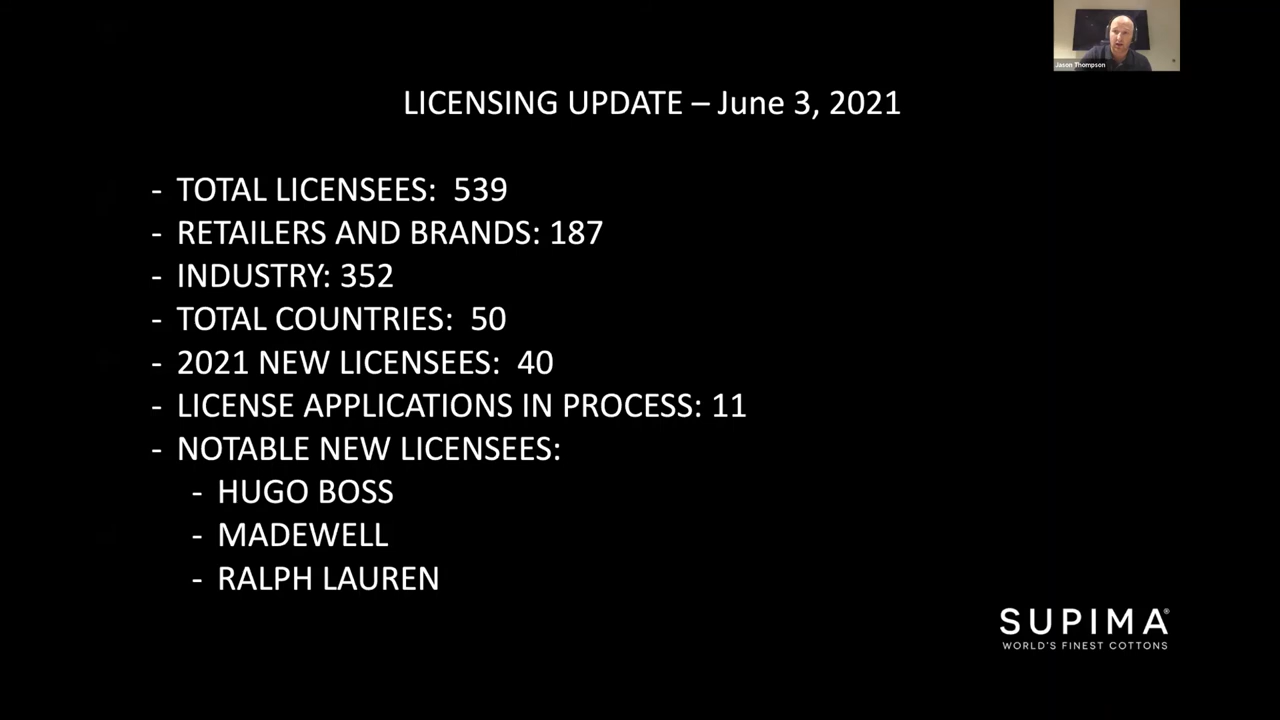 Jason Thompson
LICENSING UPDATE – June 3, 2021
- TOTAL LICENSEES: 539
- RETAILERS AND BRANDS: 187
- INDUSTRY: 352
- TOTAL COUNTRIES: 50
- 2021 NEW LICENSEES: 40
- LICENSE APPLICATIONS IN PROCESS: 11
- NOTABLE NEW LICENSEES:
- HUGO BOSS
- MADEWELL
- RALPH LAUREN
SUPIMA®
WORLD'S FINEST COTTONS